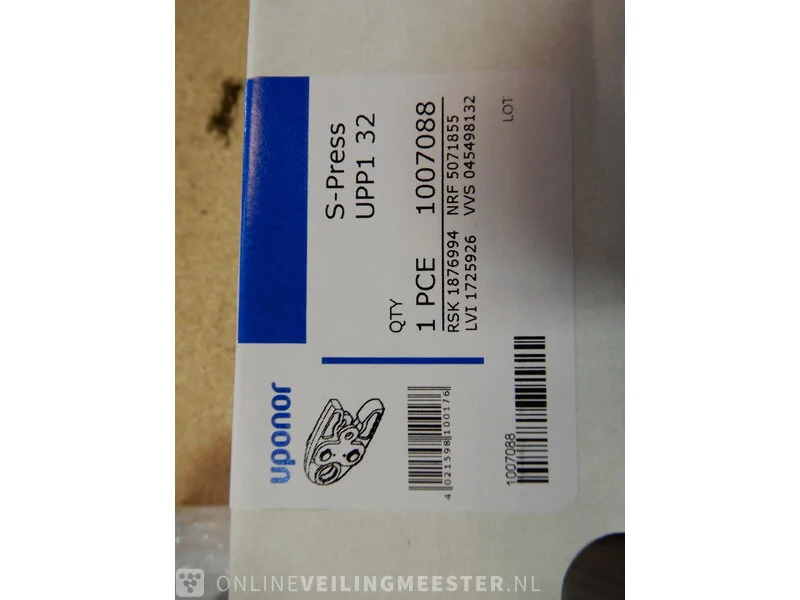 uponor
S-Press
UPP1 32
QTY
1 PCE 1007088
RSK 1876994 NRF 5071855
LVI 1725926 VVS 045498132
LOT
4 021598 100176
1007088
ONLINEVEILINGMEESTER.NL